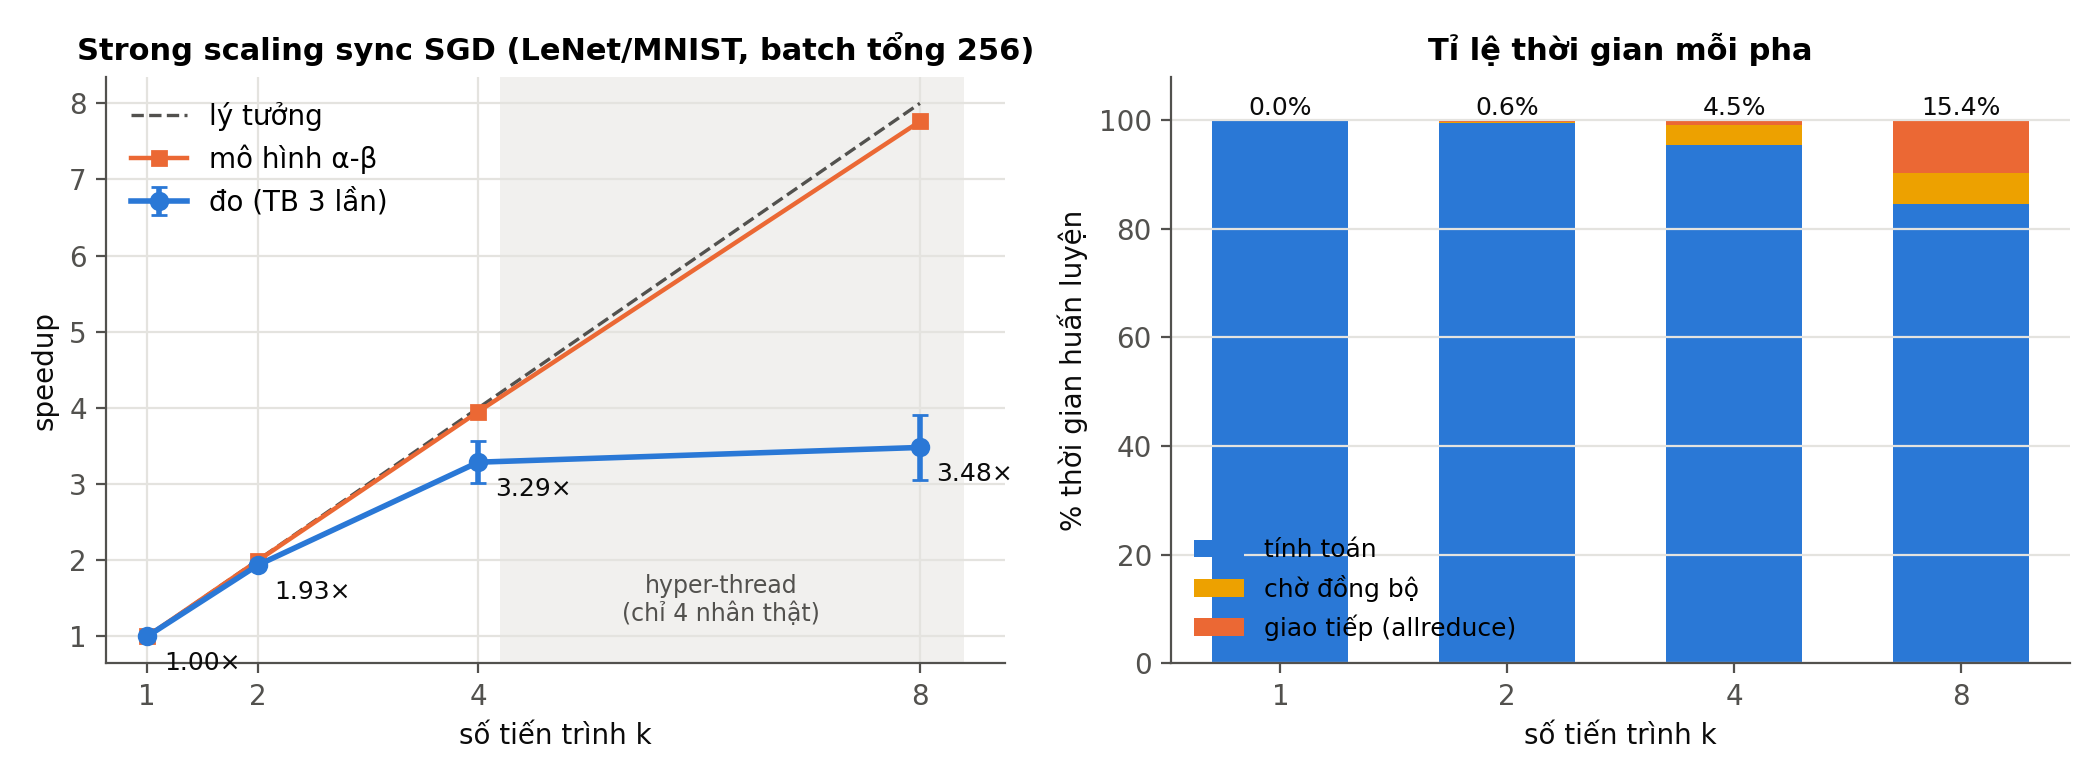 Strong scaling sync SGD (LeNet/MNIST, batch tổng 256)
lý tưởng
mô hình α-β
đo (TB 3 lần)
speedup
8
7
6
5
4
3
2
1
1.00×
1.93×
3.29×
3.48×
hyper-thread
(chỉ 4 nhân thật)
1 2 4 8
số tiến trình k
Tỉ lệ thời gian mỗi pha
% thời gian huấn luyện
100
80
60
40
20
0
0.0% 0.6% 4.5% 15.4%
tính toán
chờ đồng bộ
giao tiếp (allreduce)
1 2 4 8
số tiến trình k